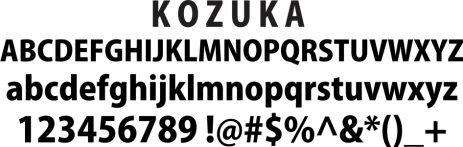 KOZUKA
ABCDEFGHIJKLMNOPQRSTUVWXYZ
abcdefghijklmnopqrstuvwxyz
123456789 !@#$%^&*()_+